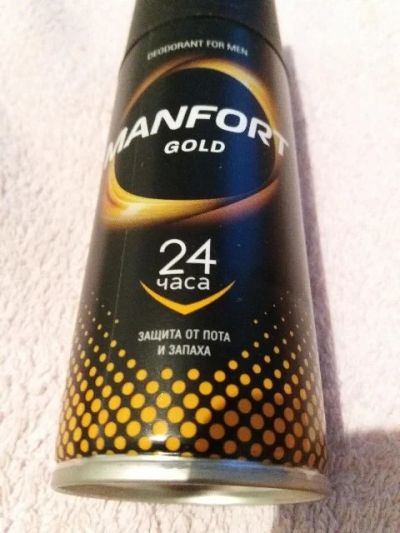 DEODORANT FOR MEN
MANFORT
GOLD
24
часа
ЗАЩИТА ОТ ПОТА
И ЗАПАХА